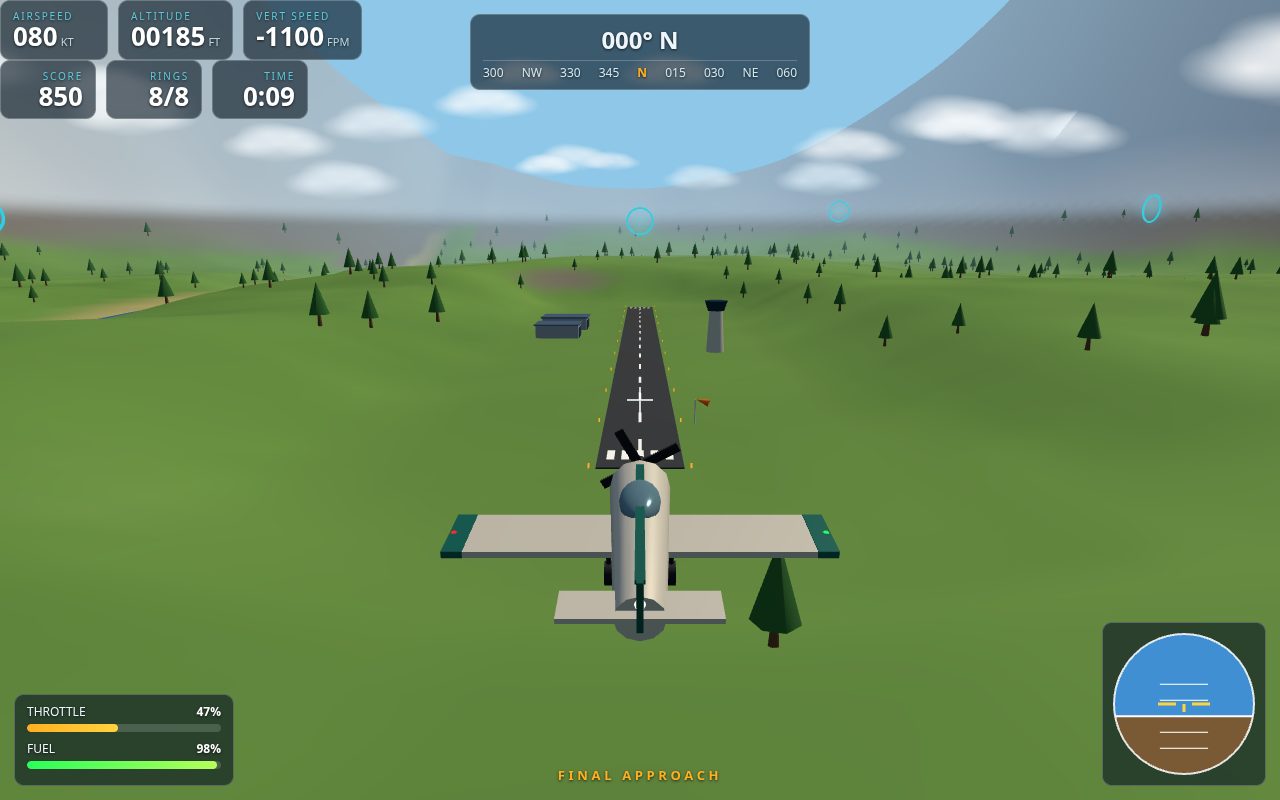 AIRSPEED
080 KT
ALTITUDE
00185 FT
VERT SPEED
-1100 FPM
000° N
300 NW 330 345 N 015 030 NE 060
SCORE
850
RINGS
8/8
TIME
0:09
THROTTLE 47%
FUEL 98%
FINAL APPROACH